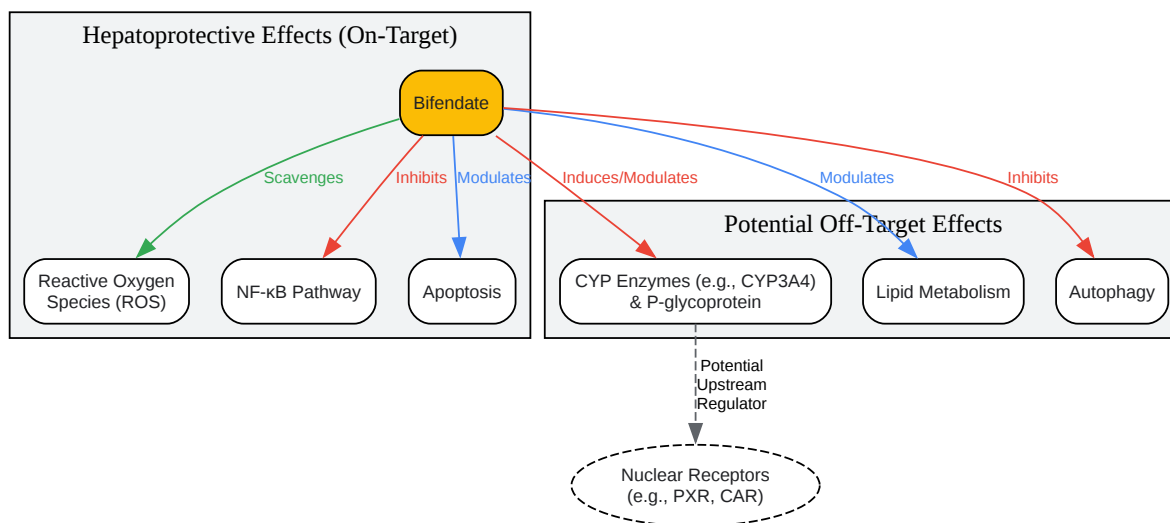 Hepatoprotective Effects (On-Target)
Bifendate
Scavenges
Inhibits
Modulates
Induces/Modulates
Modulates
Inhibits
Potential Off-Target Effects
Reactive Oxygen
Species (ROS)
NF-κB Pathway
Apoptosis
CYP Enzymes (e.g., CYP3A4)
& P-glycoprotein
Lipid Metabolism
Autophagy
Potential
Upstream
Regulator
Nuclear Receptors
(e.g., PXR, CAR)